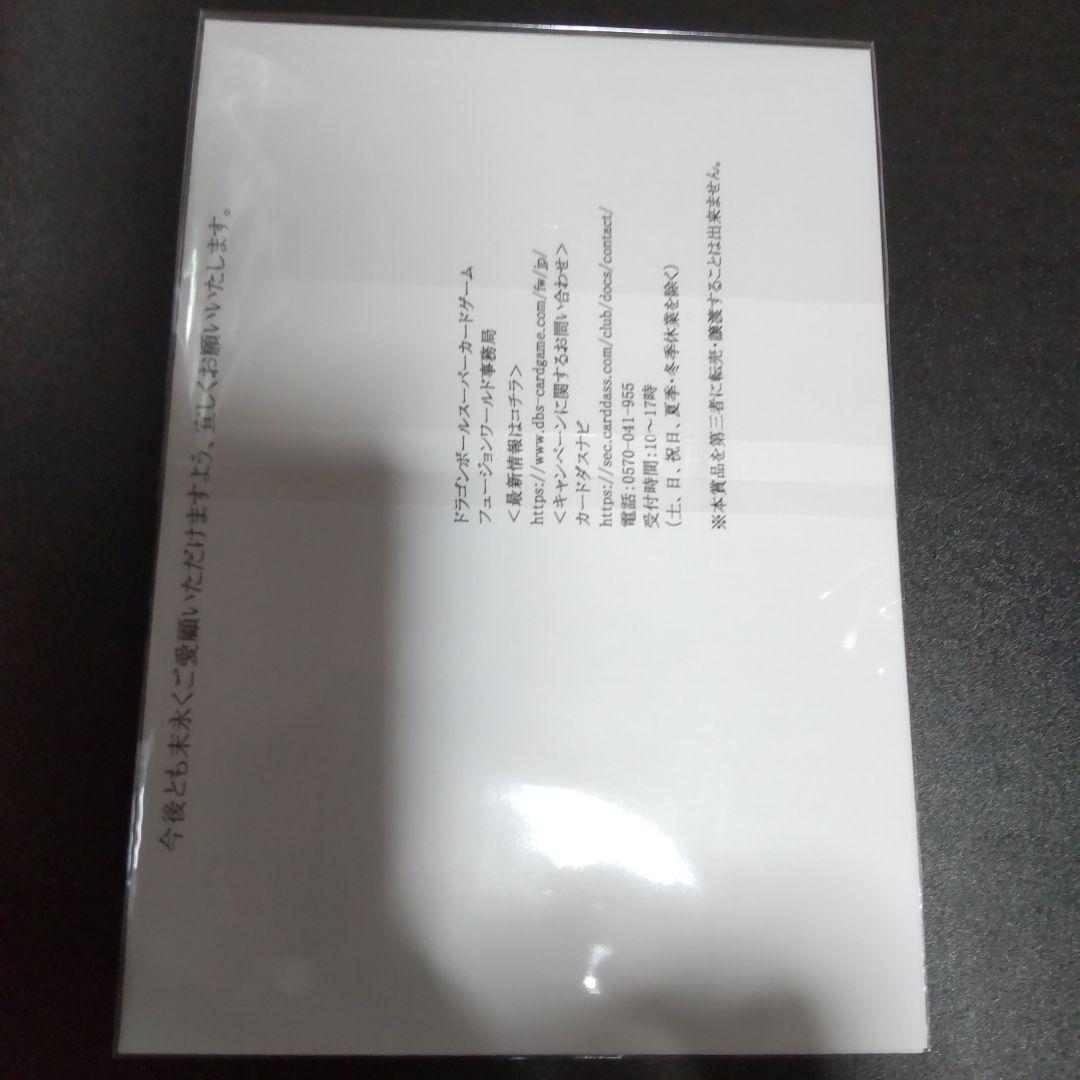 今後とも末永くご愛顧いただけますよう、宜しくお願いいたします。
ドラゴンボールスーパーカードゲーム
フュージョンワールド事務局
＜最新情報はコチラ＞
https://www.dbs-cardgame.com/fw/jp/
＜キャンペーンに関するお問い合わせ＞
カードダスナビ
https://sec.carddass.com/club/docs/contact/
電話:0570-041-955
受付時間:10～17時
(土、日、祝日、夏季・冬季休業を除く)
※本賞品を第三者に転売・譲渡することは出来ません。